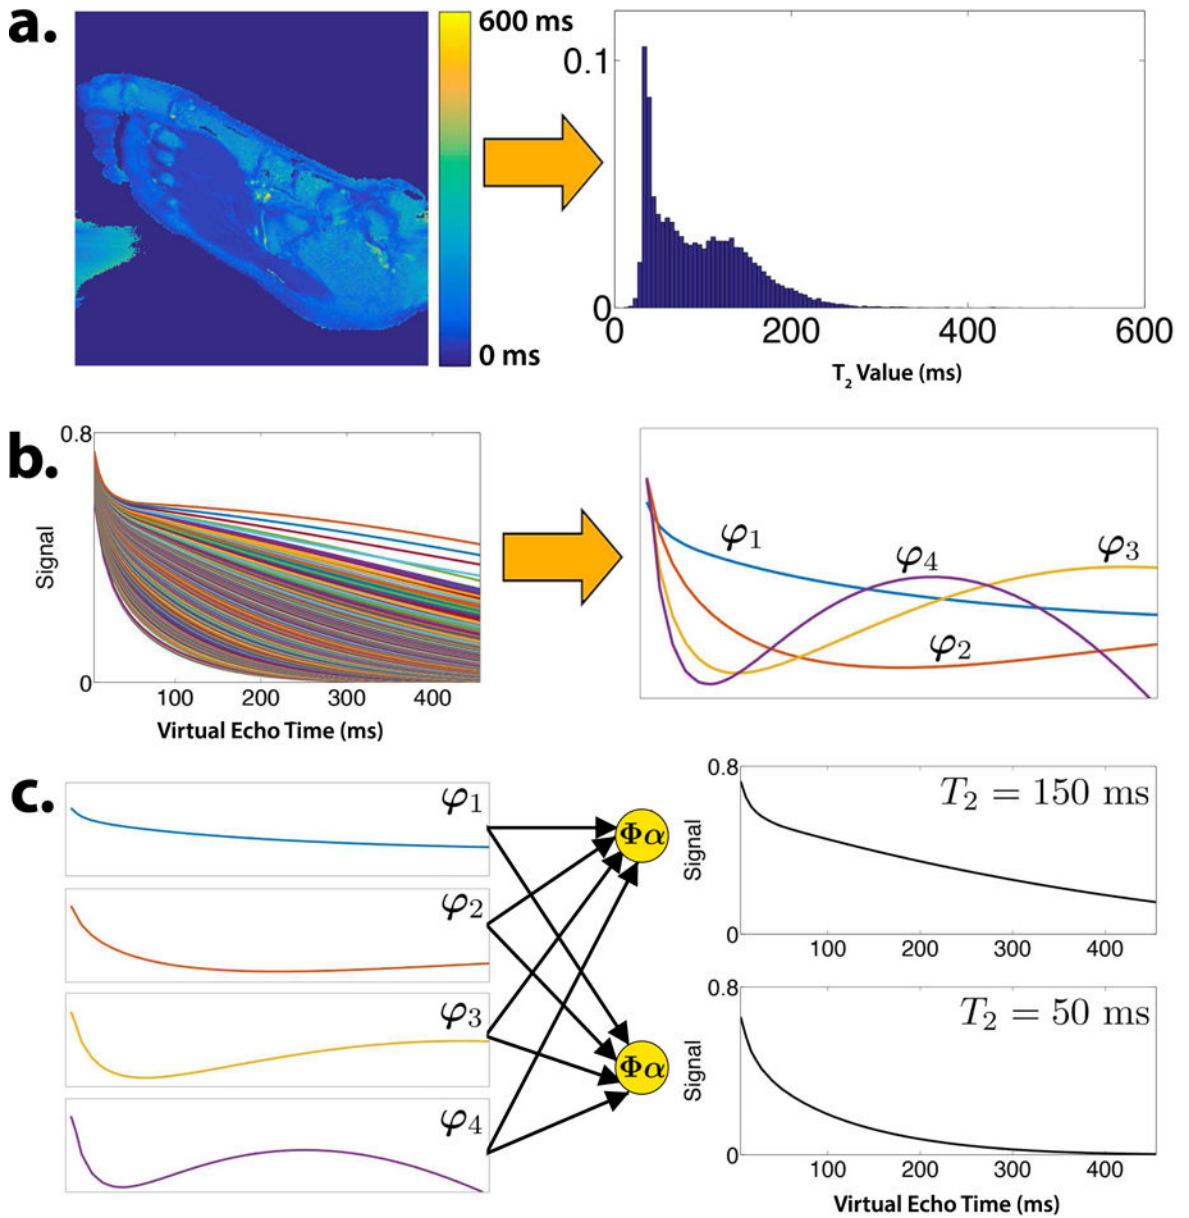 a.
600 ms
0 ms
0.1
0
0 200 400 600
T₂ Value (ms)
b.
0.8
Signal
0
100 200 300 400
Virtual Echo Time (ms)
φ₁
φ₄
φ₃
φ₂
c.
φ₁
φ₂
φ₃
φ₄
Φα
Φα
0.8
T₂ = 150 ms
Signal
0
100 200 300 400
0.8
T₂ = 50 ms
Signal
0
100 200 300 400
Virtual Echo Time (ms)